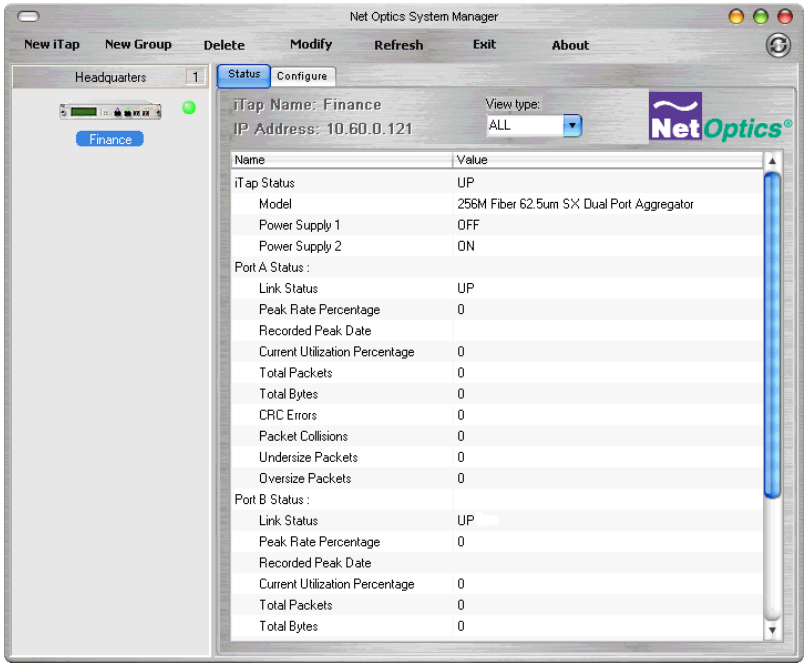 Net Optics System Manager
New iTap New Group Delete Modify Refresh Exit About
Headquarters 1
Finance
Status Configure
iTap Name: Finance
IP Address: 10.60.0.121
View type:
ALL
Net Optics®
Name Value
iTap Status UP
Model 256M Fiber 62.5um SX Dual Port Aggregator
Power Supply 1 OFF
Power Supply 2 ON
Port A Status :
Link Status UP
Peak Rate Percentage 0
Recorded Peak Date
Current Utilization Percentage 0
Total Packets 0
Total Bytes 0
CRC Errors 0
Packet Collisions 0
Undersize Packets 0
Oversize Packets 0
Port B Status :
Link Status UP
Peak Rate Percentage 0
Recorded Peak Date
Current Utilization Percentage 0
Total Packets 0
Total Bytes 0